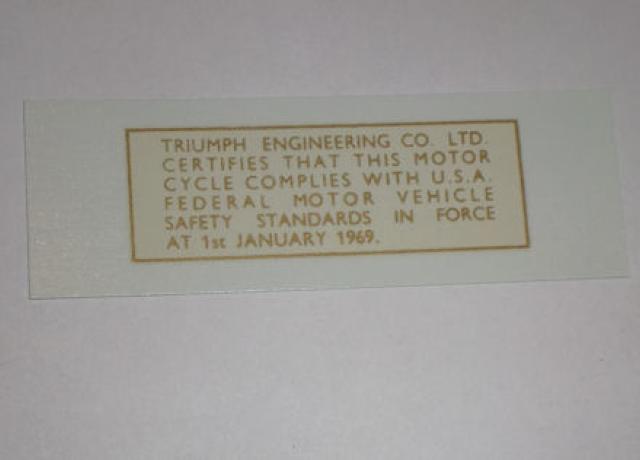 TRIUMPH ENGINEERING CO. LTD.
CERTIFIES THAT THIS MOTOR
CYCLE COMPLIES WITH U.S.A.
FEDERAL MOTOR VEHICLE
SAFETY STANDARDS IN FORCE
AT 1st JANUARY 1969.